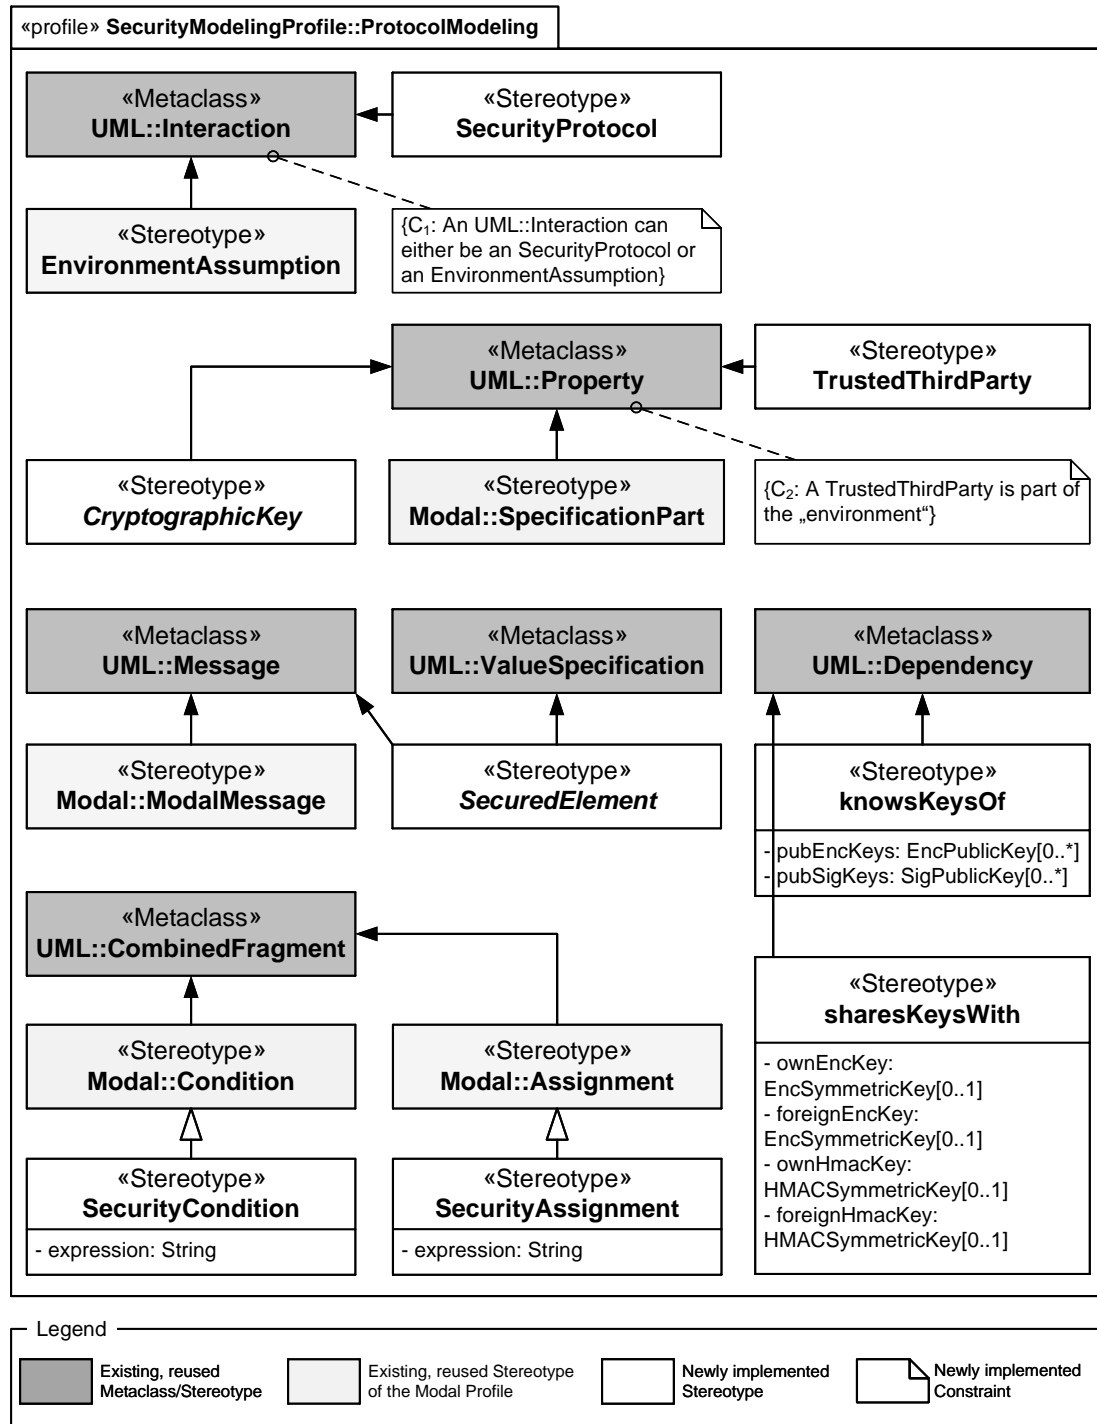 «profile» SecurityModelingProfile::ProtocolModeling
«Metaclass»
UML::Interaction
«Stereotype»
SecurityProtocol
«Stereotype»
EnvironmentAssumption
{C₁: An UML::Interaction can
either be an SecurityProtocol or
an EnvironmentAssumption}
«Metaclass»
UML::Property
«Stereotype»
TrustedThirdParty
«Stereotype»
CryptographicKey
«Stereotype»
Modal::SpecificationPart
{C₂: A TrustedThirdParty is part of
the „environment“}
«Metaclass»
UML::Message
«Metaclass»
UML::ValueSpecification
«Metaclass»
UML::Dependency
«Stereotype»
Modal::ModalMessage
«Stereotype»
SecuredElement
«Stereotype»
knowsKeysOf
- pubEncKeys: EncPublicKey[0..*]
- pubSigKeys: SigPublicKey[0..*]
«Metaclass»
UML::CombinedFragment
«Stereotype»
Modal::Condition
«Stereotype»
Modal::Assignment
«Stereotype»
sharesKeysWith
- ownEncKey:
EncSymmetricKey[0..1]
- foreignEncKey:
EncSymmetricKey[0..1]
- ownHmacKey:
HMACSymmetricKey[0..1]
- foreignHmacKey:
HMACSymmetricKey[0..1]
«Stereotype»
SecurityCondition
- expression: String
«Stereotype»
SecurityAssignment
- expression: String
Legend
Existing, reused
Metaclass/Stereotype
Existing, reused Stereotype
of the Modal Profile
Newly implemented
Stereotype
Newly implemented
Constraint